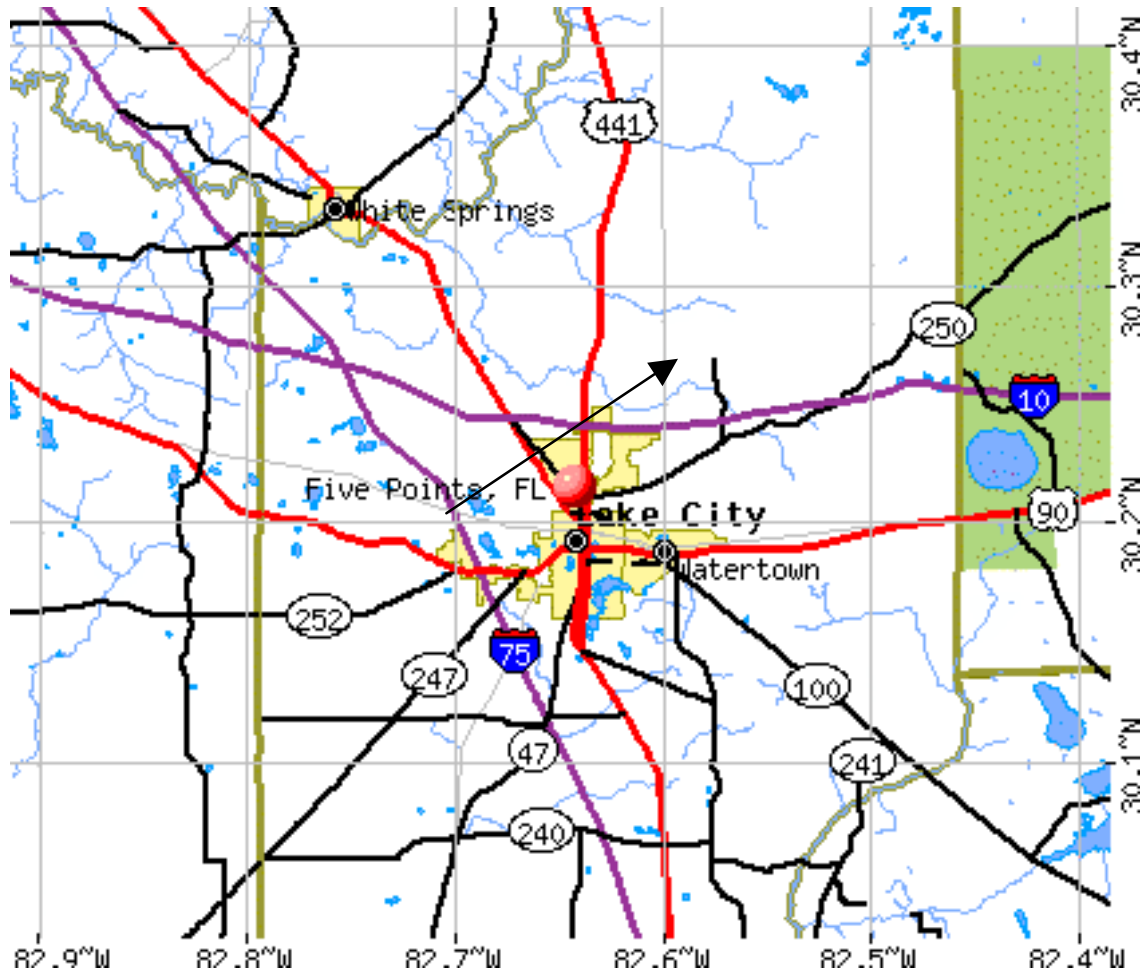 30.4~N
441
White Springs
30.3~N
250
10
Five Points, FL
Lake City
90
30.2~N
Watertown
252
75
247
100
47
241
30.1~N
240
82.9~W
82.8~W
82.7~W
82.6~W
82.5~W
82.4~W